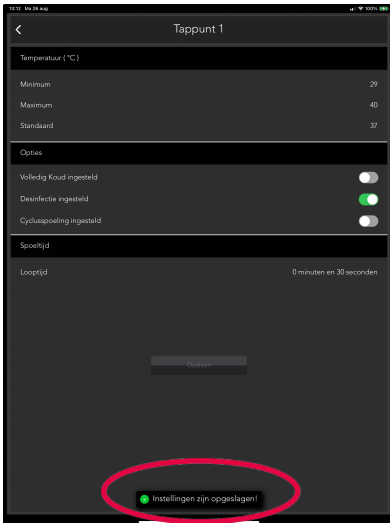 13:12 Ma 26 aug
100%
Tappunt 1
Temperatuur ( °C )
Minimum 29
Maximum 40
Standaard 37
Opties
Volledig Koud ingesteld
Desinfectie ingesteld
Cyclusspoeling ingesteld
Spoeltijd
Looptijd 0 minuten en 30 seconden
Opslaan
Instellingen zijn opgeslagen!